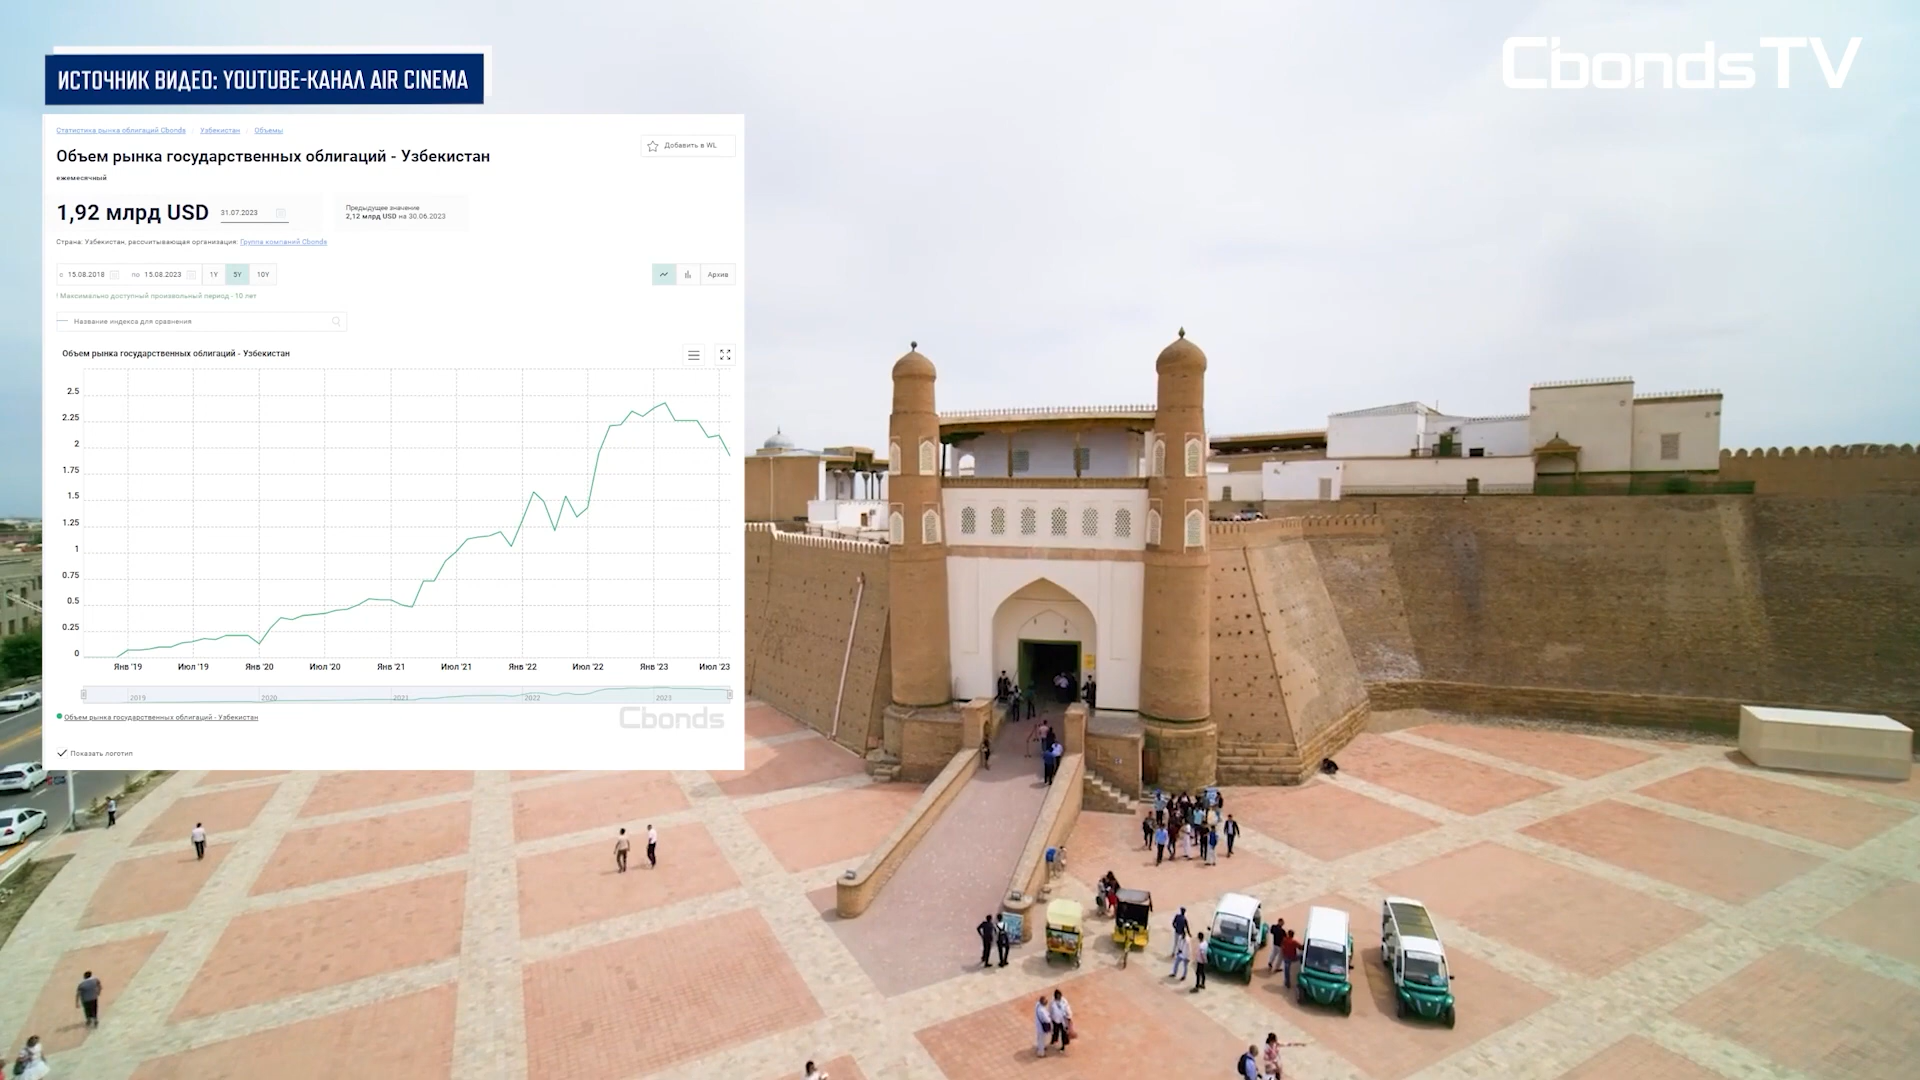 ИСТОЧНИК ВИДЕО: YOUTUBE-КАНАЛ AIR CINEMA
CbondsTV
Статистика рынка облигаций Cbonds
Узбекистан
Объемы
Добавить в WL
Объем рынка государственных облигаций - Узбекистан
ежемесячный
1,92 млрд USD
31.07.2023
Предыдущее значение
2,12 млрд USD на 30.06.2023
Страна: Узбекистан, рассчитывающая организация: Группа компаний Cbonds
с 15.08.2018
по 15.08.2023
1Y
5Y
10Y
Архив
! Максимально доступный произвольный период - 10 лет
Название индекса для сравнения
Объем рынка государственных облигаций - Узбекистан
2.5
2.25
2
1.75
1.5
1.25
1
0.75
0.5
0.25
0
Янв '19
Июл '19
Янв '20
Июл '20
Янв '21
Июл '21
Янв '22
Июл '22
Янв '23
Июл '23
2019
2020
2021
2022
2023
Объем рынка государственных облигаций - Узбекистан
Cbonds
Показать логотип